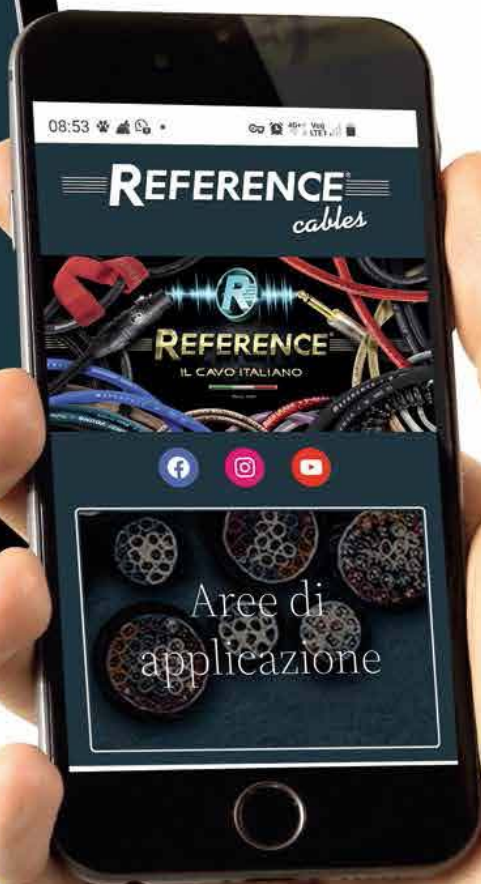 08:53
REFERENCE®
cables
R
REFERENCE®
IL CAVO ITALIANO
Aree di
applicazione